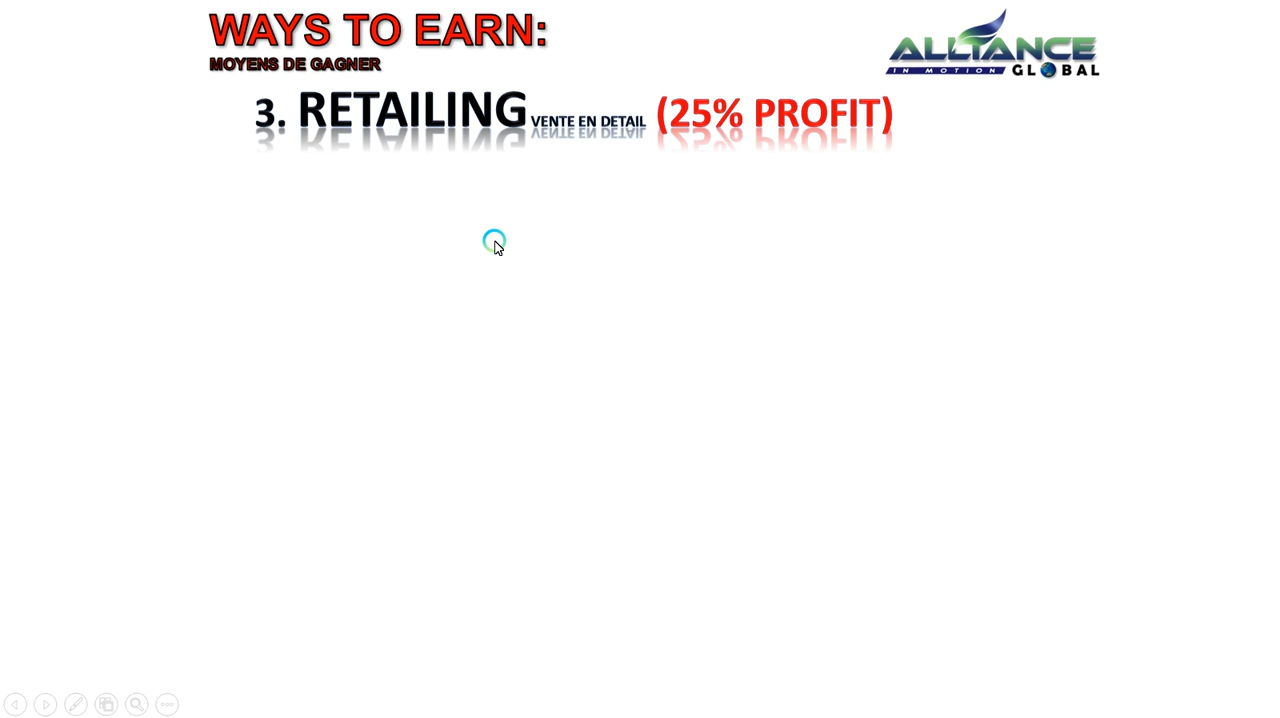 WAYS TO EARN:
MOYENS DE GAGNER
ALLIANCE
IN MOTION GLOBAL
3. RETAILING VENTE EN DETAIL (25% PROFIT)